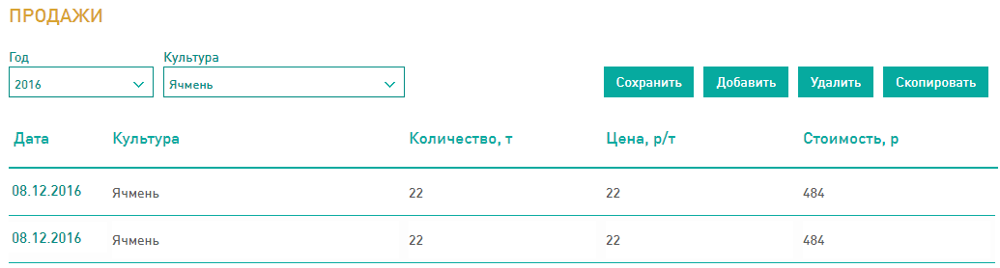 ПРОДАЖИ
Год Культура
2016 Ячмень Сохранить Добавить Удалить Скопировать
Дата Культура Количество, т Цена, р/т Стоимость, р
08.12.2016 Ячмень 22 22 484
08.12.2016 Ячмень 22 22 484